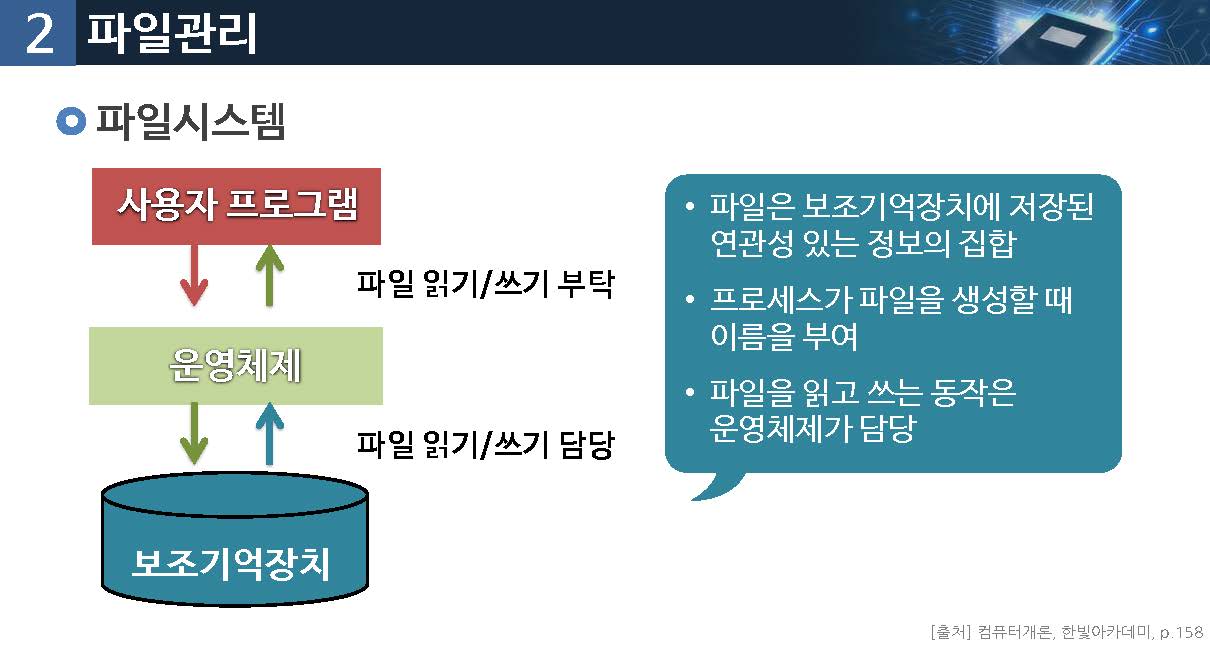 2 파일관리
파일시스템
사용자 프로그램
파일 읽기/쓰기 부탁
운영체제
파일 읽기/쓰기 담당
보조기억장치
• 파일은 보조기억장치에 저장된
연관성 있는 정보의 집합
• 프로세스가 파일을 생성할 때
이름을 부여
• 파일을 읽고 쓰는 동작은
운영체제가 담당
[출처] 컴퓨터개론, 한빛아카데미, p.158